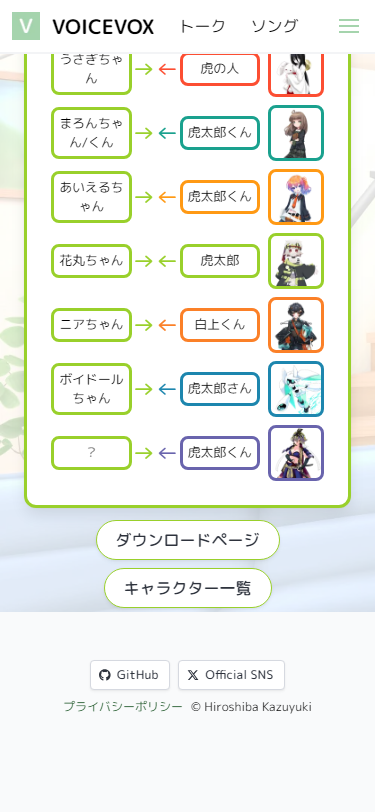 V VOICEVOX トーク ソング
うさぎちゃ
ん
虎の人
まろんちゃ
ん/くん
虎太郎くん
あいえるち
ゃん
虎太郎くん
花丸ちゃん
虎太郎
ニアちゃん
白上くん
ボイドール
ちゃん
虎太郎さん
?
虎太郎くん
ダウンロードページ
キャラクター一覧
GitHub
Official SNS
プライバシーポリシー © Hiroshiba Kazuyuki